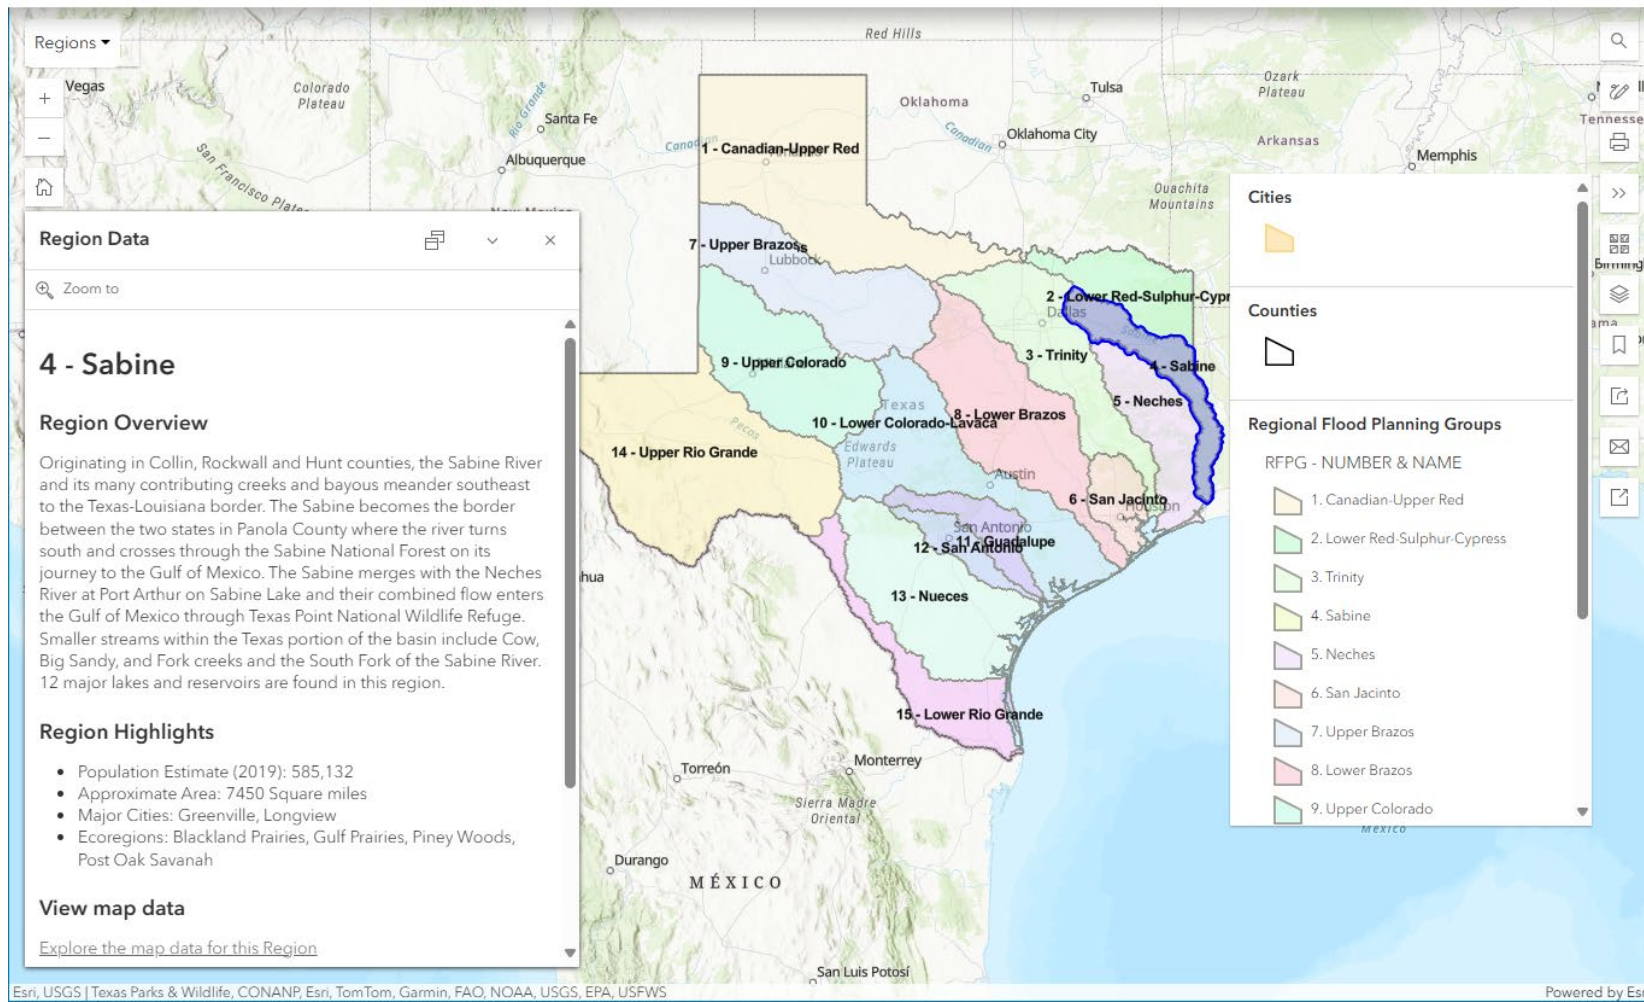 Regions
Region Data
Zoom to
4 - Sabine
Region Overview
Originating in Collin, Rockwall and Hunt counties, the Sabine River
and its many contributing creeks and bayous meander southeast
to the Texas-Louisiana border. The Sabine becomes the border
between the two states in Panola County where the river turns
south and crosses through the Sabine National Forest on its
journey to the Gulf of Mexico. The Sabine merges with the Neches
River at Port Arthur on Sabine Lake and their combined flow enters
the Gulf of Mexico through Texas Point National Wildlife Refuge.
Smaller streams within the Texas portion of the basin include Cow,
Big Sandy, and Fork creeks and the South Fork of the Sabine River.
12 major lakes and reservoirs are found in this region.
Region Highlights
• Population Estimate (2019): 585,132
• Approximate Area: 7450 Square miles
• Major Cities: Greenville, Longview
• Ecoregions: Blackland Prairies, Gulf Prairies, Piney Woods,
Post Oak Savanah
View map data
Explore the map data for this Region
Vegas
Colorado
Plateau
Rio Grande
Santa Fe
Albuquerque
San Francisco Plate
Red Hills
Oklahoma
Canadian
Tulsa
Oklahoma City
Ozark
Plateau
Arkansas
Memphis
Tennesse
Ouachita
Mountains
Birming
1 - Canadian-Upper Red
7 - Upper Brazos
Lubbock
2 - Lower Red-Sulphur-Cypr
Dallas
Sabine
3 - Trinity
4 - Sabine
9 - Upper Colorado
5 - Neches
Texas
8 - Lower Brazos
10 - Lower Colorado-Lavaca
Pecos
Edwards
Plateau
14 - Upper Rio Grande
Austin
6 - San Jacinto
Houston
San Antonio
11 - Guadalupe
12 - San Antonio
hua
13 - Nueces
15 - Lower Rio Grande
Monterrey
Torreón
Sierra Madre
Oriental
Durango
MÉXICO
San Luis Potosí
Cities
Counties
Regional Flood Planning Groups
RFPG - NUMBER & NAME
1. Canadian-Upper Red
2. Lower Red-Sulphur-Cypress
3. Trinity
4. Sabine
5. Neches
6. San Jacinto
7. Upper Brazos
8. Lower Brazos
9. Upper Colorado
México
Esri, USGS | Texas Parks & Wildlife, CONANP, Esri, TomTom, Garmin, FAO, NOAA, USGS, EPA, USFWS
Powered by Esr